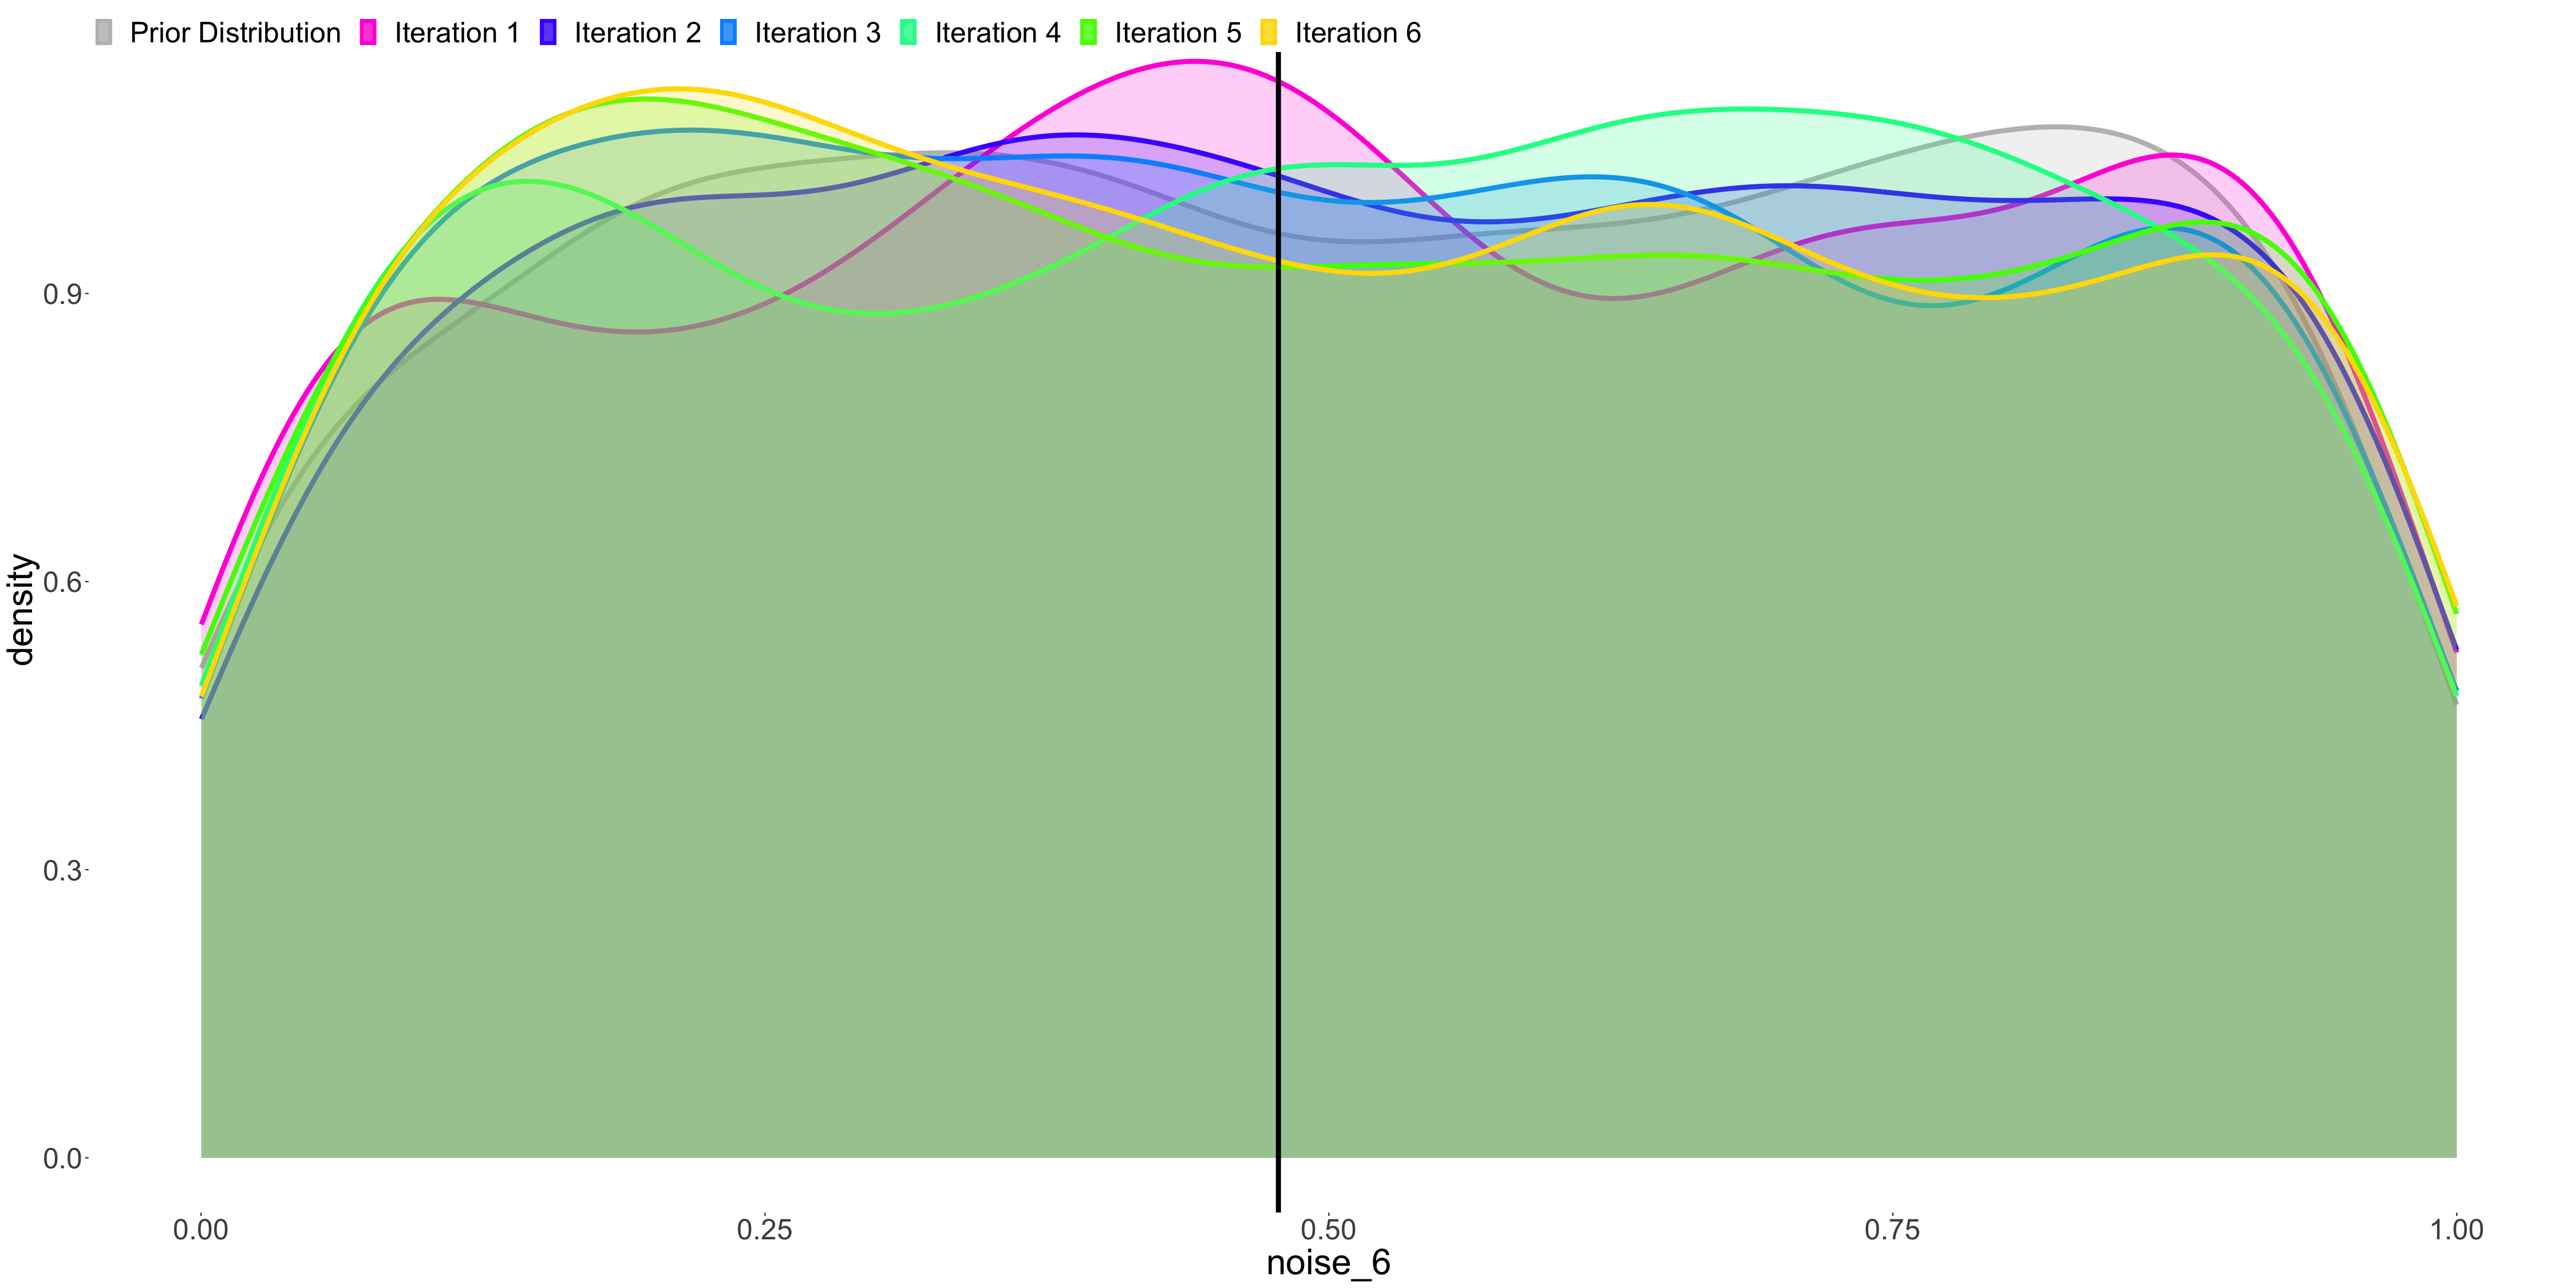 Prior Distribution Iteration 1 Iteration 2 Iteration 3 Iteration 4 Iteration 5 Iteration 6
0.9
0.6
density
0.3
0.0
0.00 0.25 0.50 0.75 1.00
noise_6